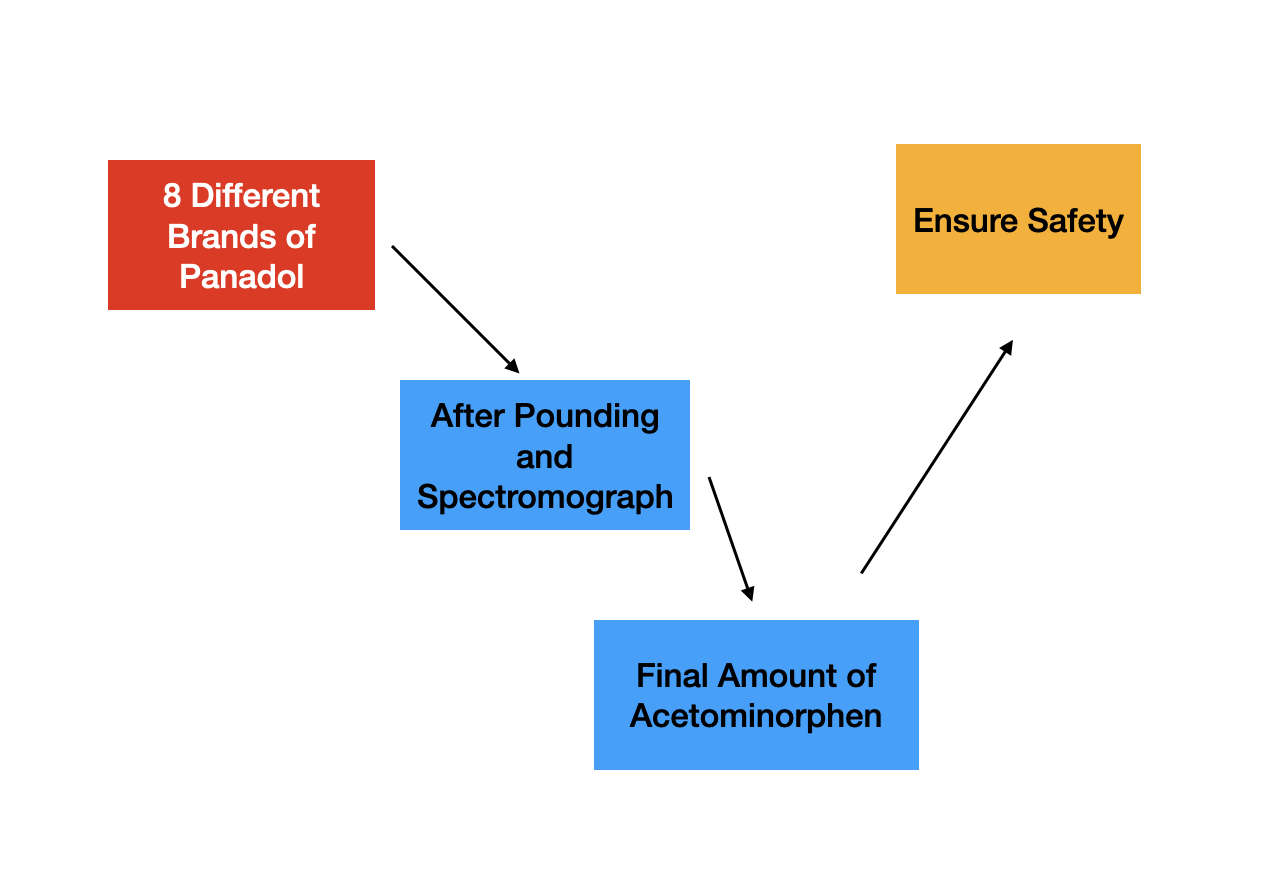 8 Different
Brands of
Panadol
Ensure Safety
After Pounding
and
Spectromograph
Final Amount of
Acetominorphen